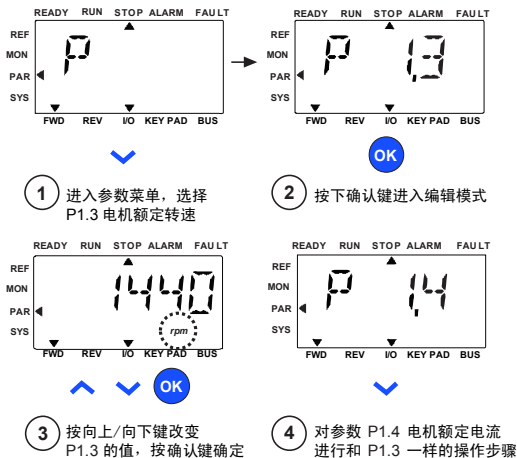 READY RUN STOP ALARM FAULT
REF
MON
PAR
SYS
P
FWD REV I/O KEY PAD BUS
READY RUN STOP ALARM FAULT
REF
MON
PAR
SYS
P 1,3
FWD REV I/O KEY PAD BUS
OK
1 进入参数菜单，选择
P1.3 电机额定转速
2 按下确认键进入编辑模式
READY RUN STOP ALARM FAULT
REF
MON
PAR
SYS
1440
rpm
FWD REV I/O KEY PAD BUS
OK
READY RUN STOP ALARM FAULT
REF
MON
PAR
SYS
P 1,4
FWD REV I/O KEY PAD BUS
3 按向上/向下键改变
P1.3 的值，按确认键确定
4 对参数 P1.4 电机额定电流
进行和 P1.3 一样的操作步骤